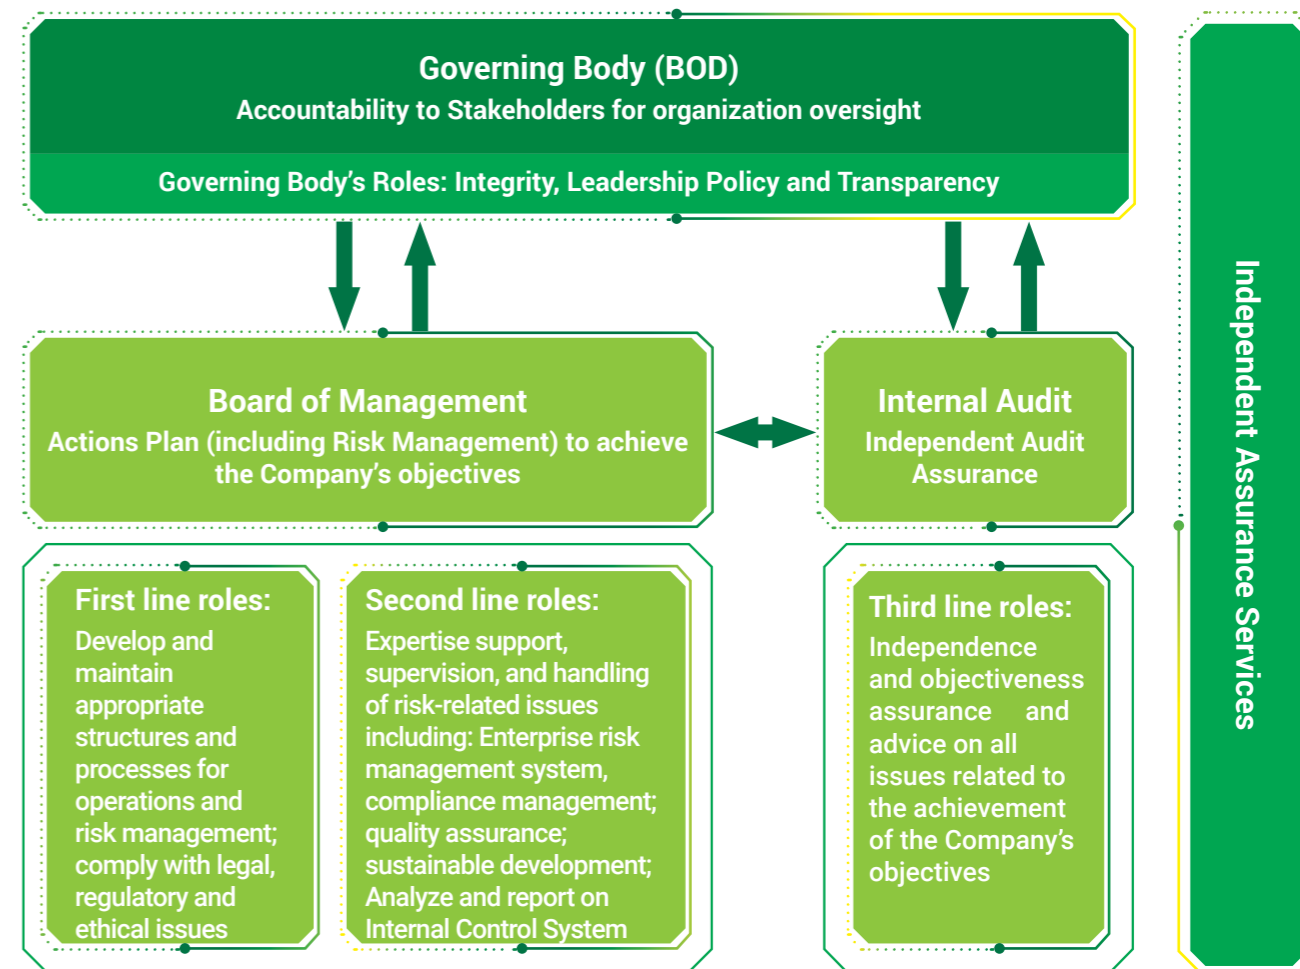 Governing Body (BOD)
Accountability to Stakeholders for organization oversight
Governing Body’s Roles: Integrity, Leadership Policy and Transparency
Board of Management
Actions Plan (including Risk Management) to achieve
the Company’s objectives
Internal Audit
Independent Audit
Assurance
First line roles:
Develop and
maintain
appropriate
structures and
processes for
operations and
risk management;
comply with legal,
regulatory and
ethical issues
Second line roles:
Expertise support,
supervision, and handling
of risk-related issues
including: Enterprise risk
management system,
compliance management;
quality assurance;
sustainable development;
Analyze and report on
Internal Control System
Third line roles:
Independence
and objectiveness
assurance and
advice on all
issues related to
the achievement
of the Company’s
objectives
Independent Assurance Services